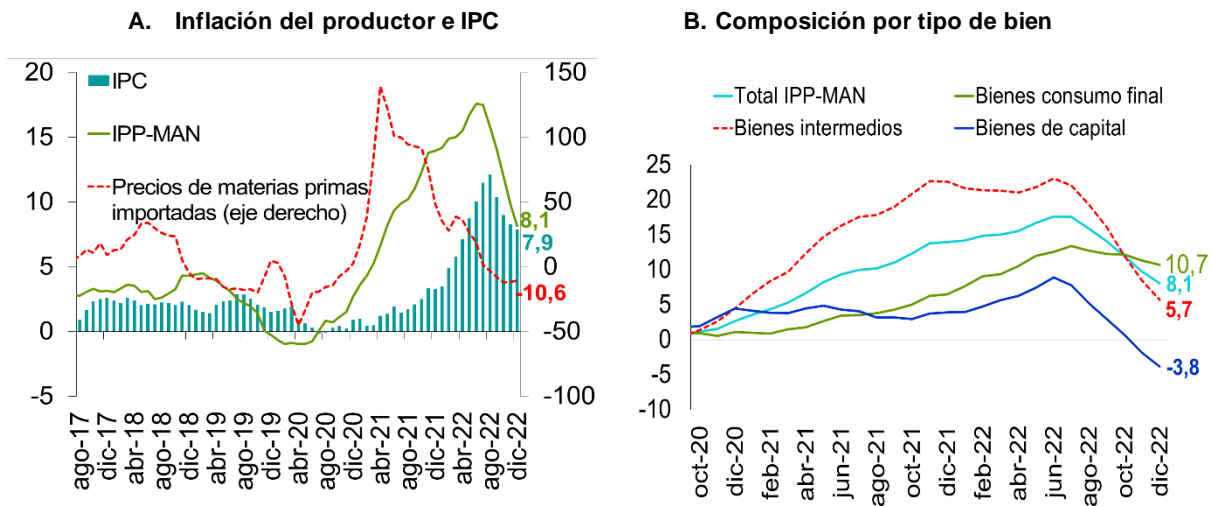 A. Inflación del productor e IPC
20
15
10
5
0
-5
150
100
50
0
-50
-100
IPC
IPP-MAN
Precios de materias primas
importadas (eje derecho)
8,1
7,9
-10,6
ago-17
dic-17
abr-18
ago-18
dic-18
abr-19
ago-19
dic-19
abr-20
ago-20
dic-20
abr-21
ago-21
dic-21
abr-22
ago-22
dic-22
B. Composición por tipo de bien
Total IPP-MAN
Bienes consumo final
Bienes intermedios
Bienes de capital
25
20
15
10
5
0
-5
-10
10,7
8,1
5,7
-3,8
oct-20
dic-20
feb-21
abr-21
jun-21
ago-21
oct-21
dic-21
feb-22
abr-22
jun-22
ago-22
oct-22
dic-22